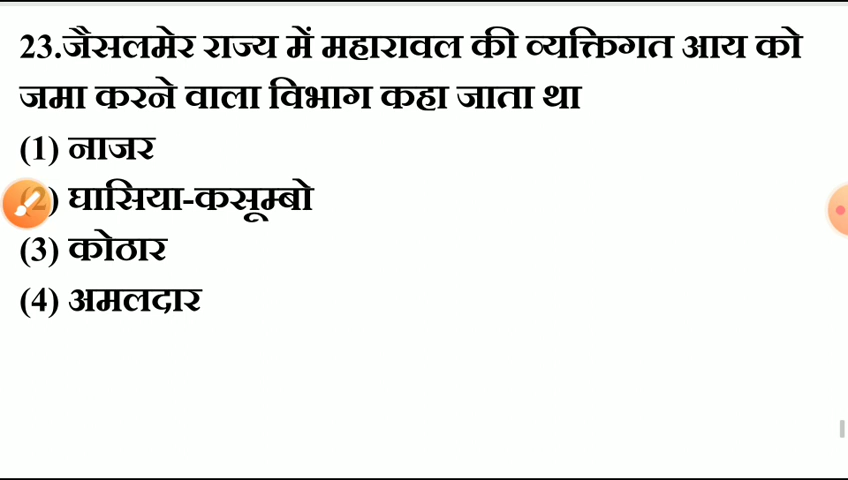 23.जैसलमेर राज्य में महारावल की व्यक्तिगत आय को
जमा करने वाला विभाग कहा जाता था
(1) नाजर
(2) घासिया-कसूम्बो
(3) कोठार
(4) अमलदार